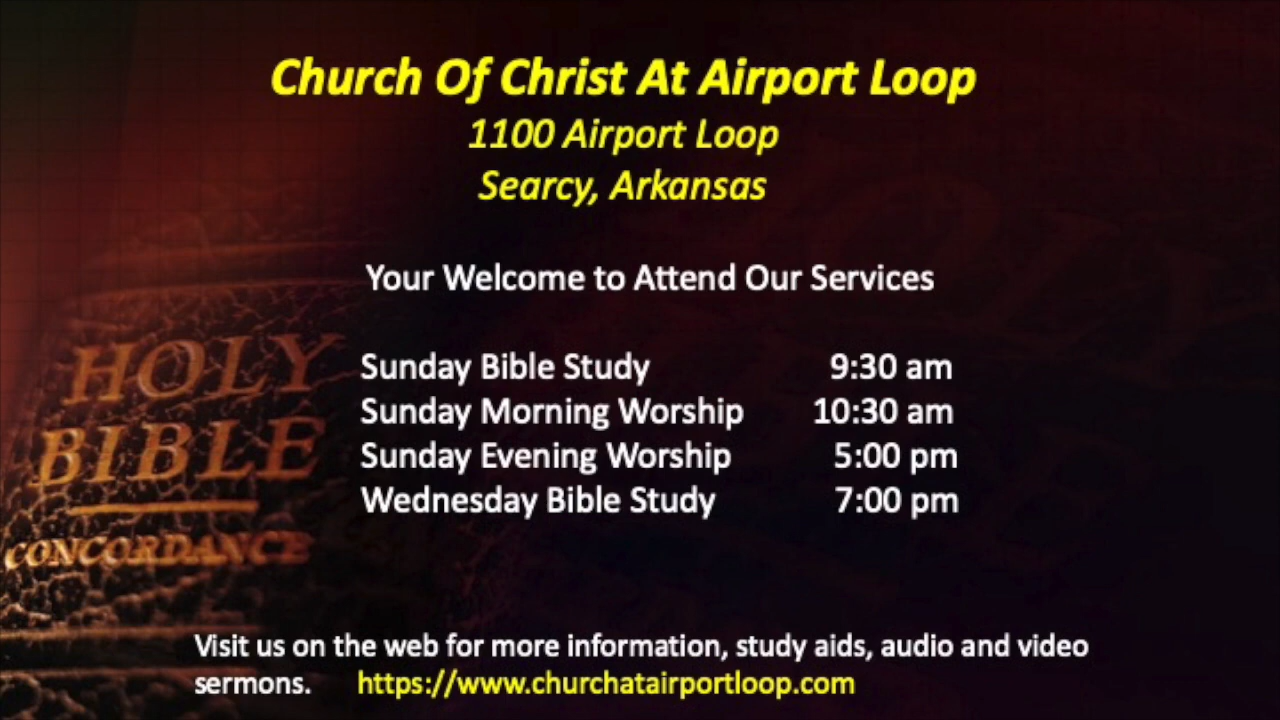 Church Of Christ At Airport Loop
1100 Airport Loop
Searcy, Arkansas
Your Welcome to Attend Our Services
Sunday Bible Study 9:30 am
Sunday Morning Worship 10:30 am
Sunday Evening Worship 5:00 pm
Wednesday Bible Study 7:00 pm
HOLY
BIBLE
CONCORDANCE
Visit us on the web for more information, study aids, audio and video
sermons. https://www.churchatairportloop.com